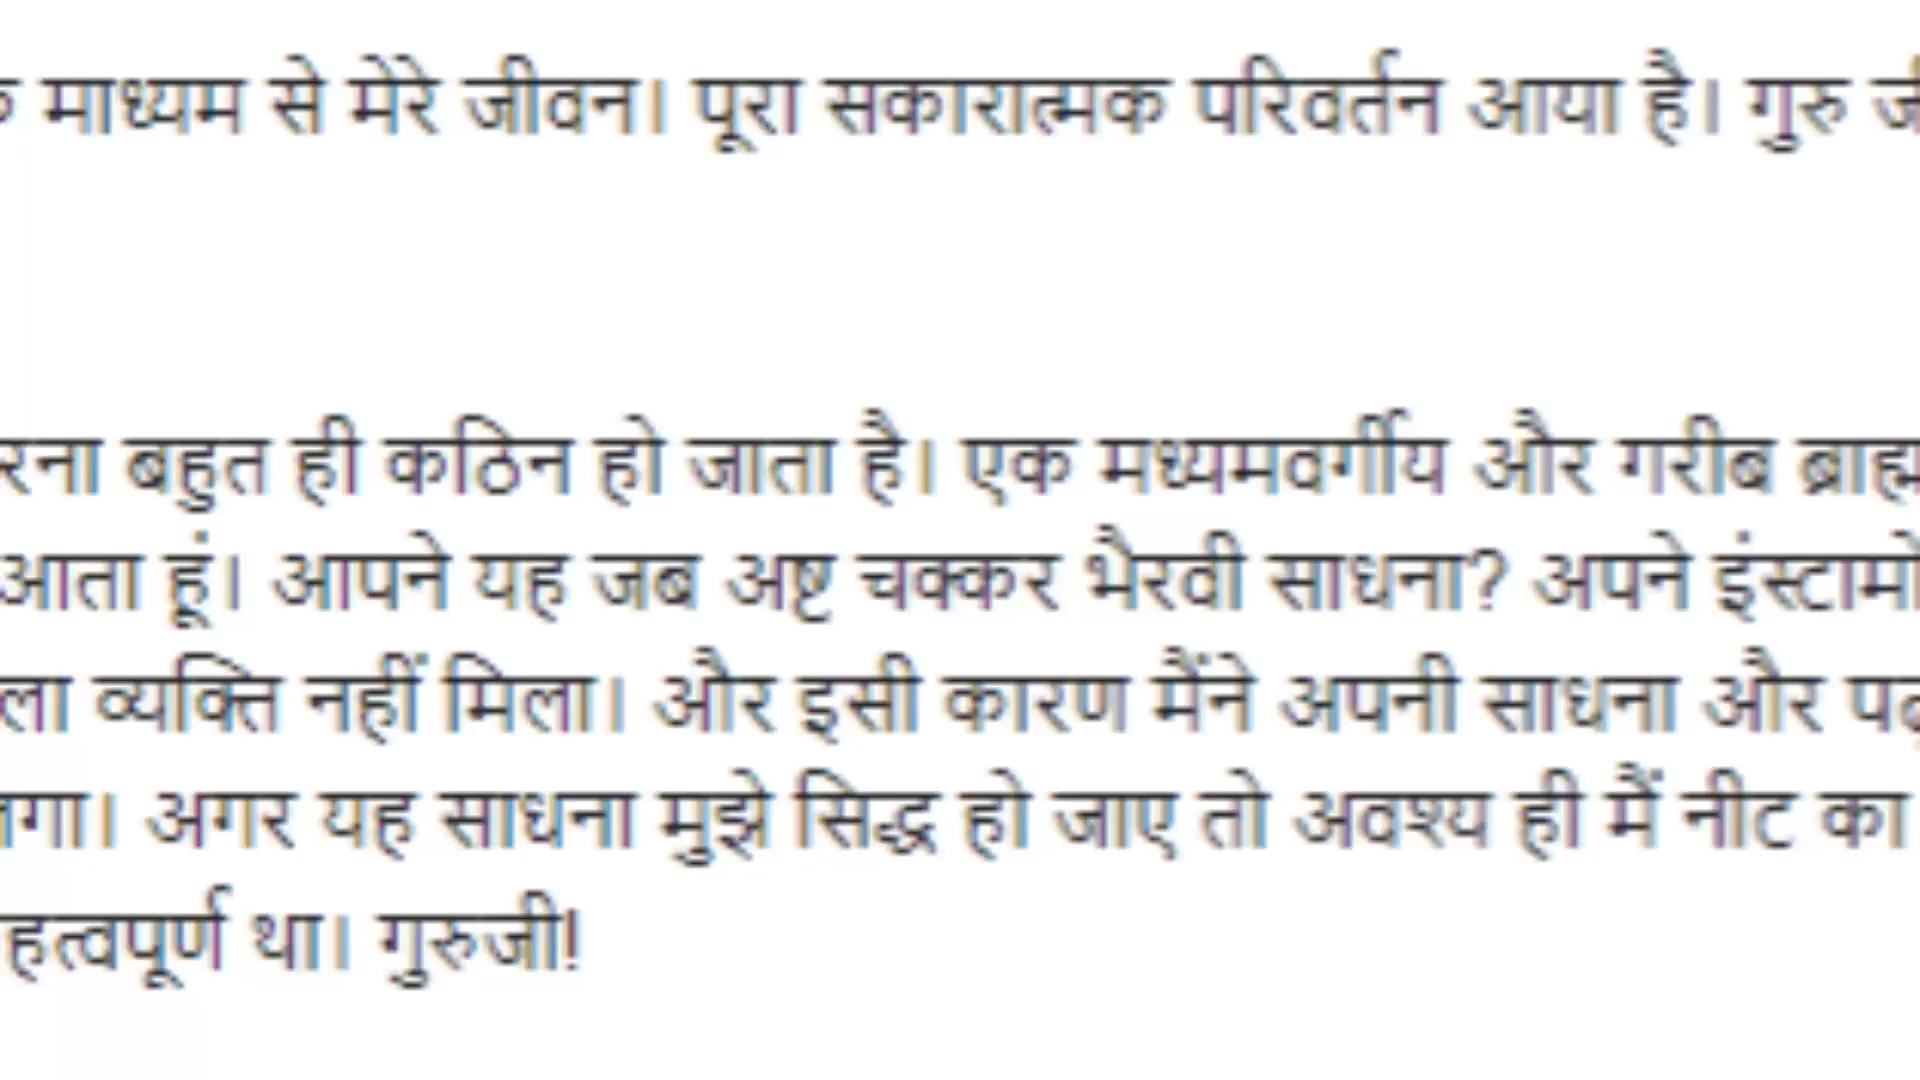 माध्यम से मेरे जीवन। पूरा सकारात्मक परिवर्तन आया है। गुरु
रना बहुत ही कठिन हो जाता है। एक मध्यमवर्गीय और गरीब ब्राह्म
आता हूं। आपने यह जब अष्ट चक्कर भैरवी साधना? अपने इंस्टामो
ला व्यक्ति नहीं मिला। और इसी कारण मैंने अपनी साधना और पढ़
गा। अगर यह साधना मुझे सिद्ध हो जाए तो अवश्य ही मैं नीट का
हत्वपूर्ण था। गुरुजी!